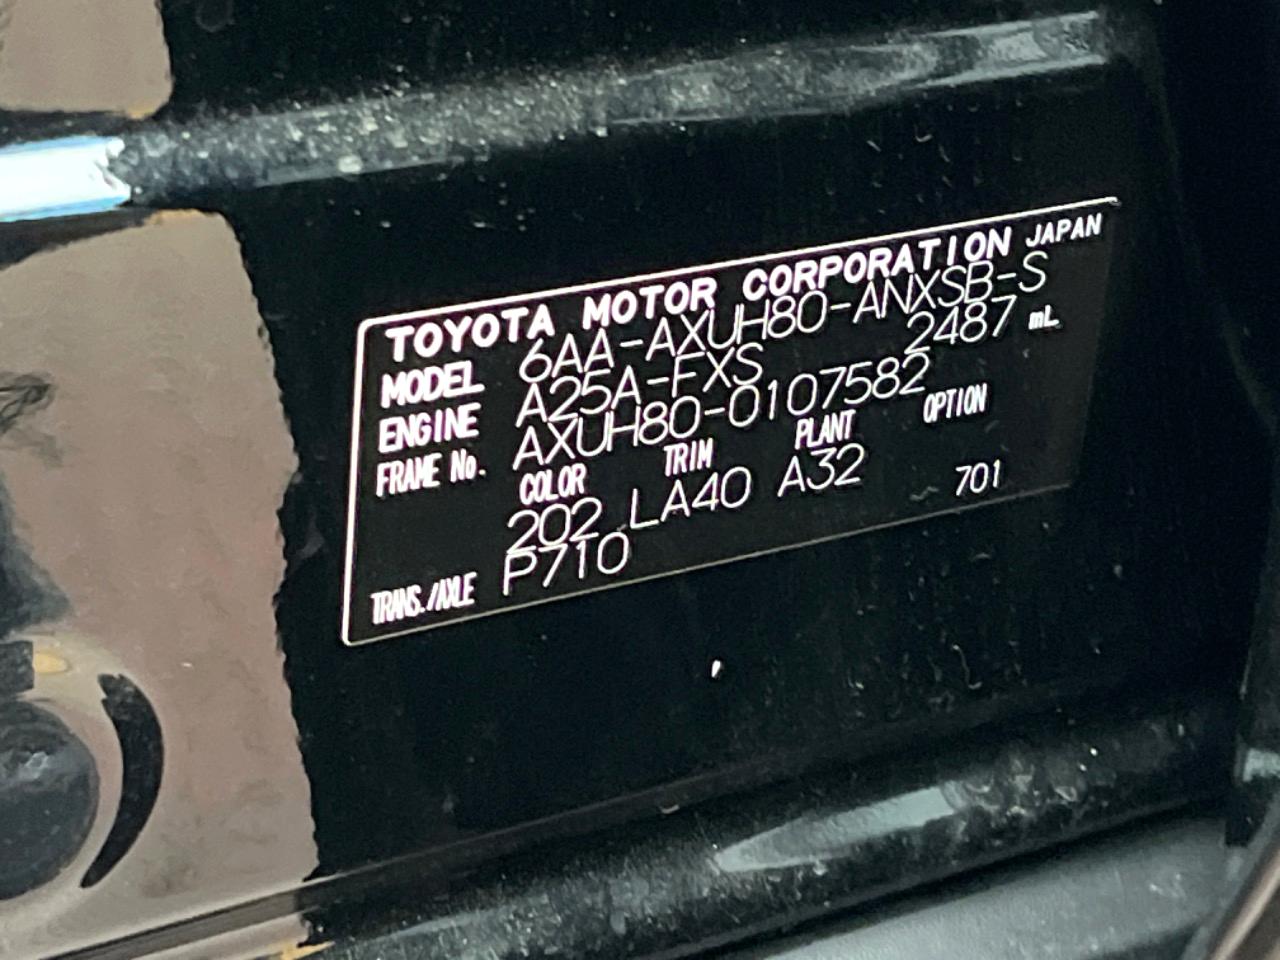 TOYOTA MOTOR CORPORATION JAPAN
MODEL 6AA-AXUH80-ANXSB-S
ENGINE A25A-FXS 2487 mL
FRAME No. AXUH80-0107582
COLOR TRIM PLANT OPTION
202 LA40 A32 701
TRANS./AXLE P710